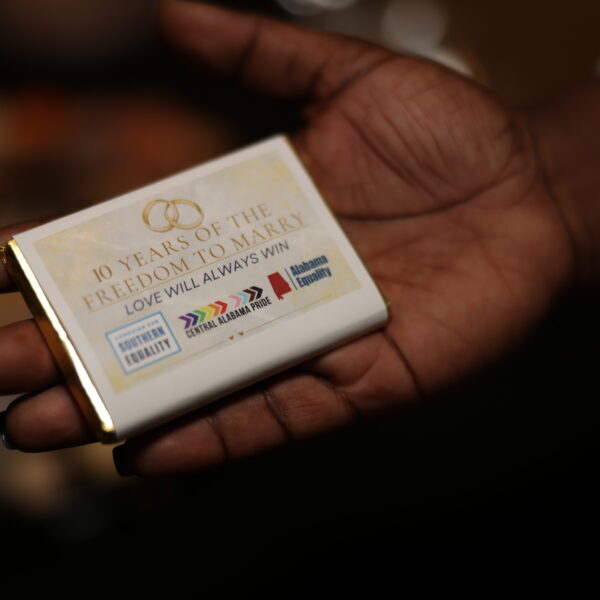 10 YEARS OF THE
FREEDOM TO MARRY
LOVE WILL ALWAYS WIN
CAMPAIGN FOR
SOUTHERN
EQUALITY
CENTRAL ALABAMA PRIDE
Alabama
Equality